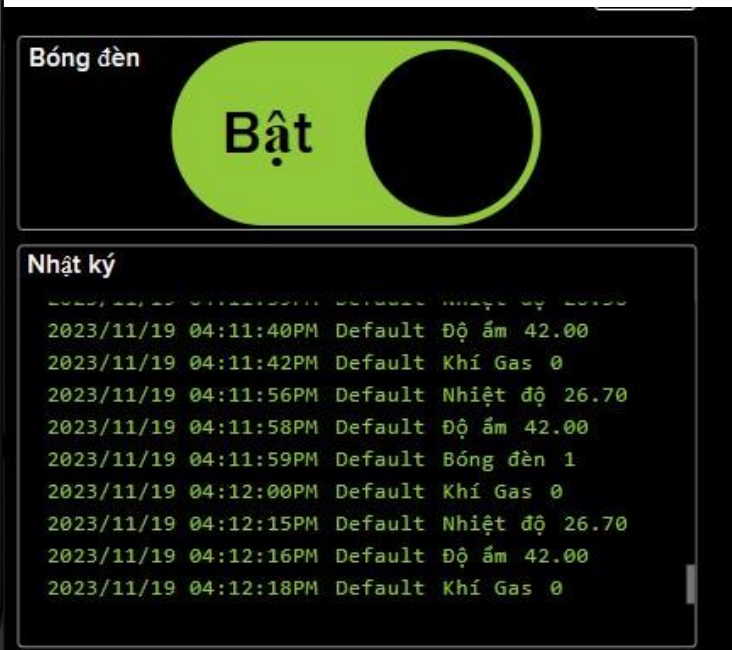 Bóng đèn
Bật
Nhật ký
2023/11/19 04:11:40PM Default Độ ẩm 42.00
2023/11/19 04:11:42PM Default Khí Gas 0
2023/11/19 04:11:56PM Default Nhiệt độ 26.70
2023/11/19 04:11:58PM Default Độ ẩm 42.00
2023/11/19 04:11:59PM Default Bóng đèn 1
2023/11/19 04:12:00PM Default Khí Gas 0
2023/11/19 04:12:15PM Default Nhiệt độ 26.70
2023/11/19 04:12:16PM Default Độ ẩm 42.00
2023/11/19 04:12:18PM Default Khí Gas 0